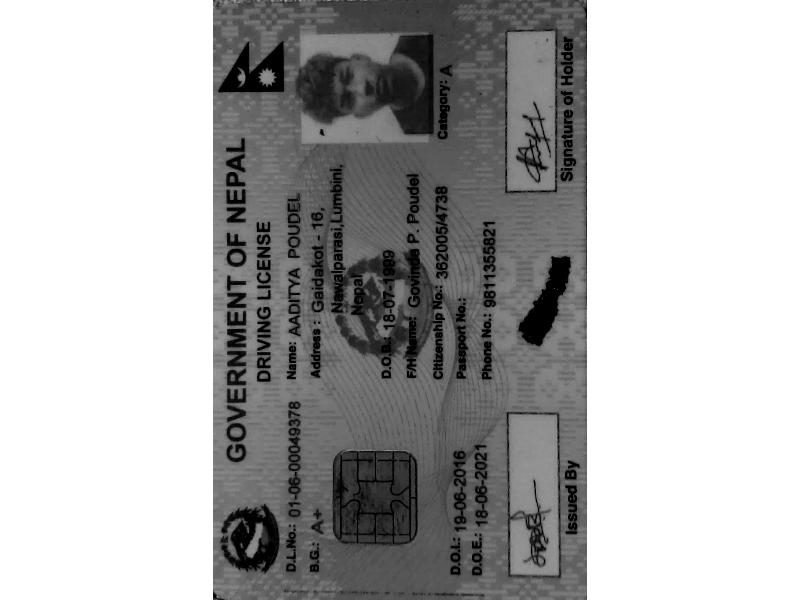 GOVERNMENT OF NEPAL
DRIVING LICENSE
D.L.No.: 01-06-00049378
B.G.: A+
Name: AADITYA POUDEL
Address : Gaidakot - 16,
Nawalparasi,Lumbini,
Nepal
D.O.B.: 18-07-1999
F/H Name: Govinda P. Poudel
Citizenship No.: 362005/4738
Passport No.:
Phone No.: 9811355821
Category: A
D.O.I.: 19-06-2016
D.O.E.: 18-06-2021
Issued By
Signature of Holder